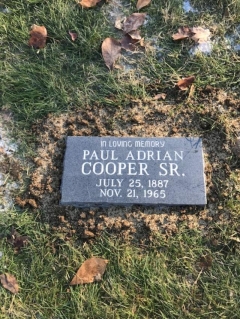 IN LOVING MEMORY
PAUL ADRIAN
COOPER SR.
JULY 25, 1887
NOV. 21, 1965